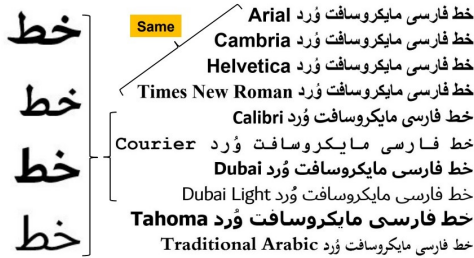 خط فارسی مایکروسافت وُرد Arial
خط فارسی مایکروسافت وُرد Cambria
خط فارسی مایکروسافت وُرد Helvetica
خط فارسی مایکروسافت وُرد Times New Roman
خط فارسی مایکروسافت وُرد Calibri
خط فارسی مایکروسافت وُرد Courier
خط فارسی مایکروسافت وُرد Dubai
خط فارسی مایکروسافت وُرد Dubai Light
خط فارسی مایکروسافت وُرد Tahoma
خط فارسی مایکروسافت وُرد Traditional Arabic
Same
خط
خط
خط
خط